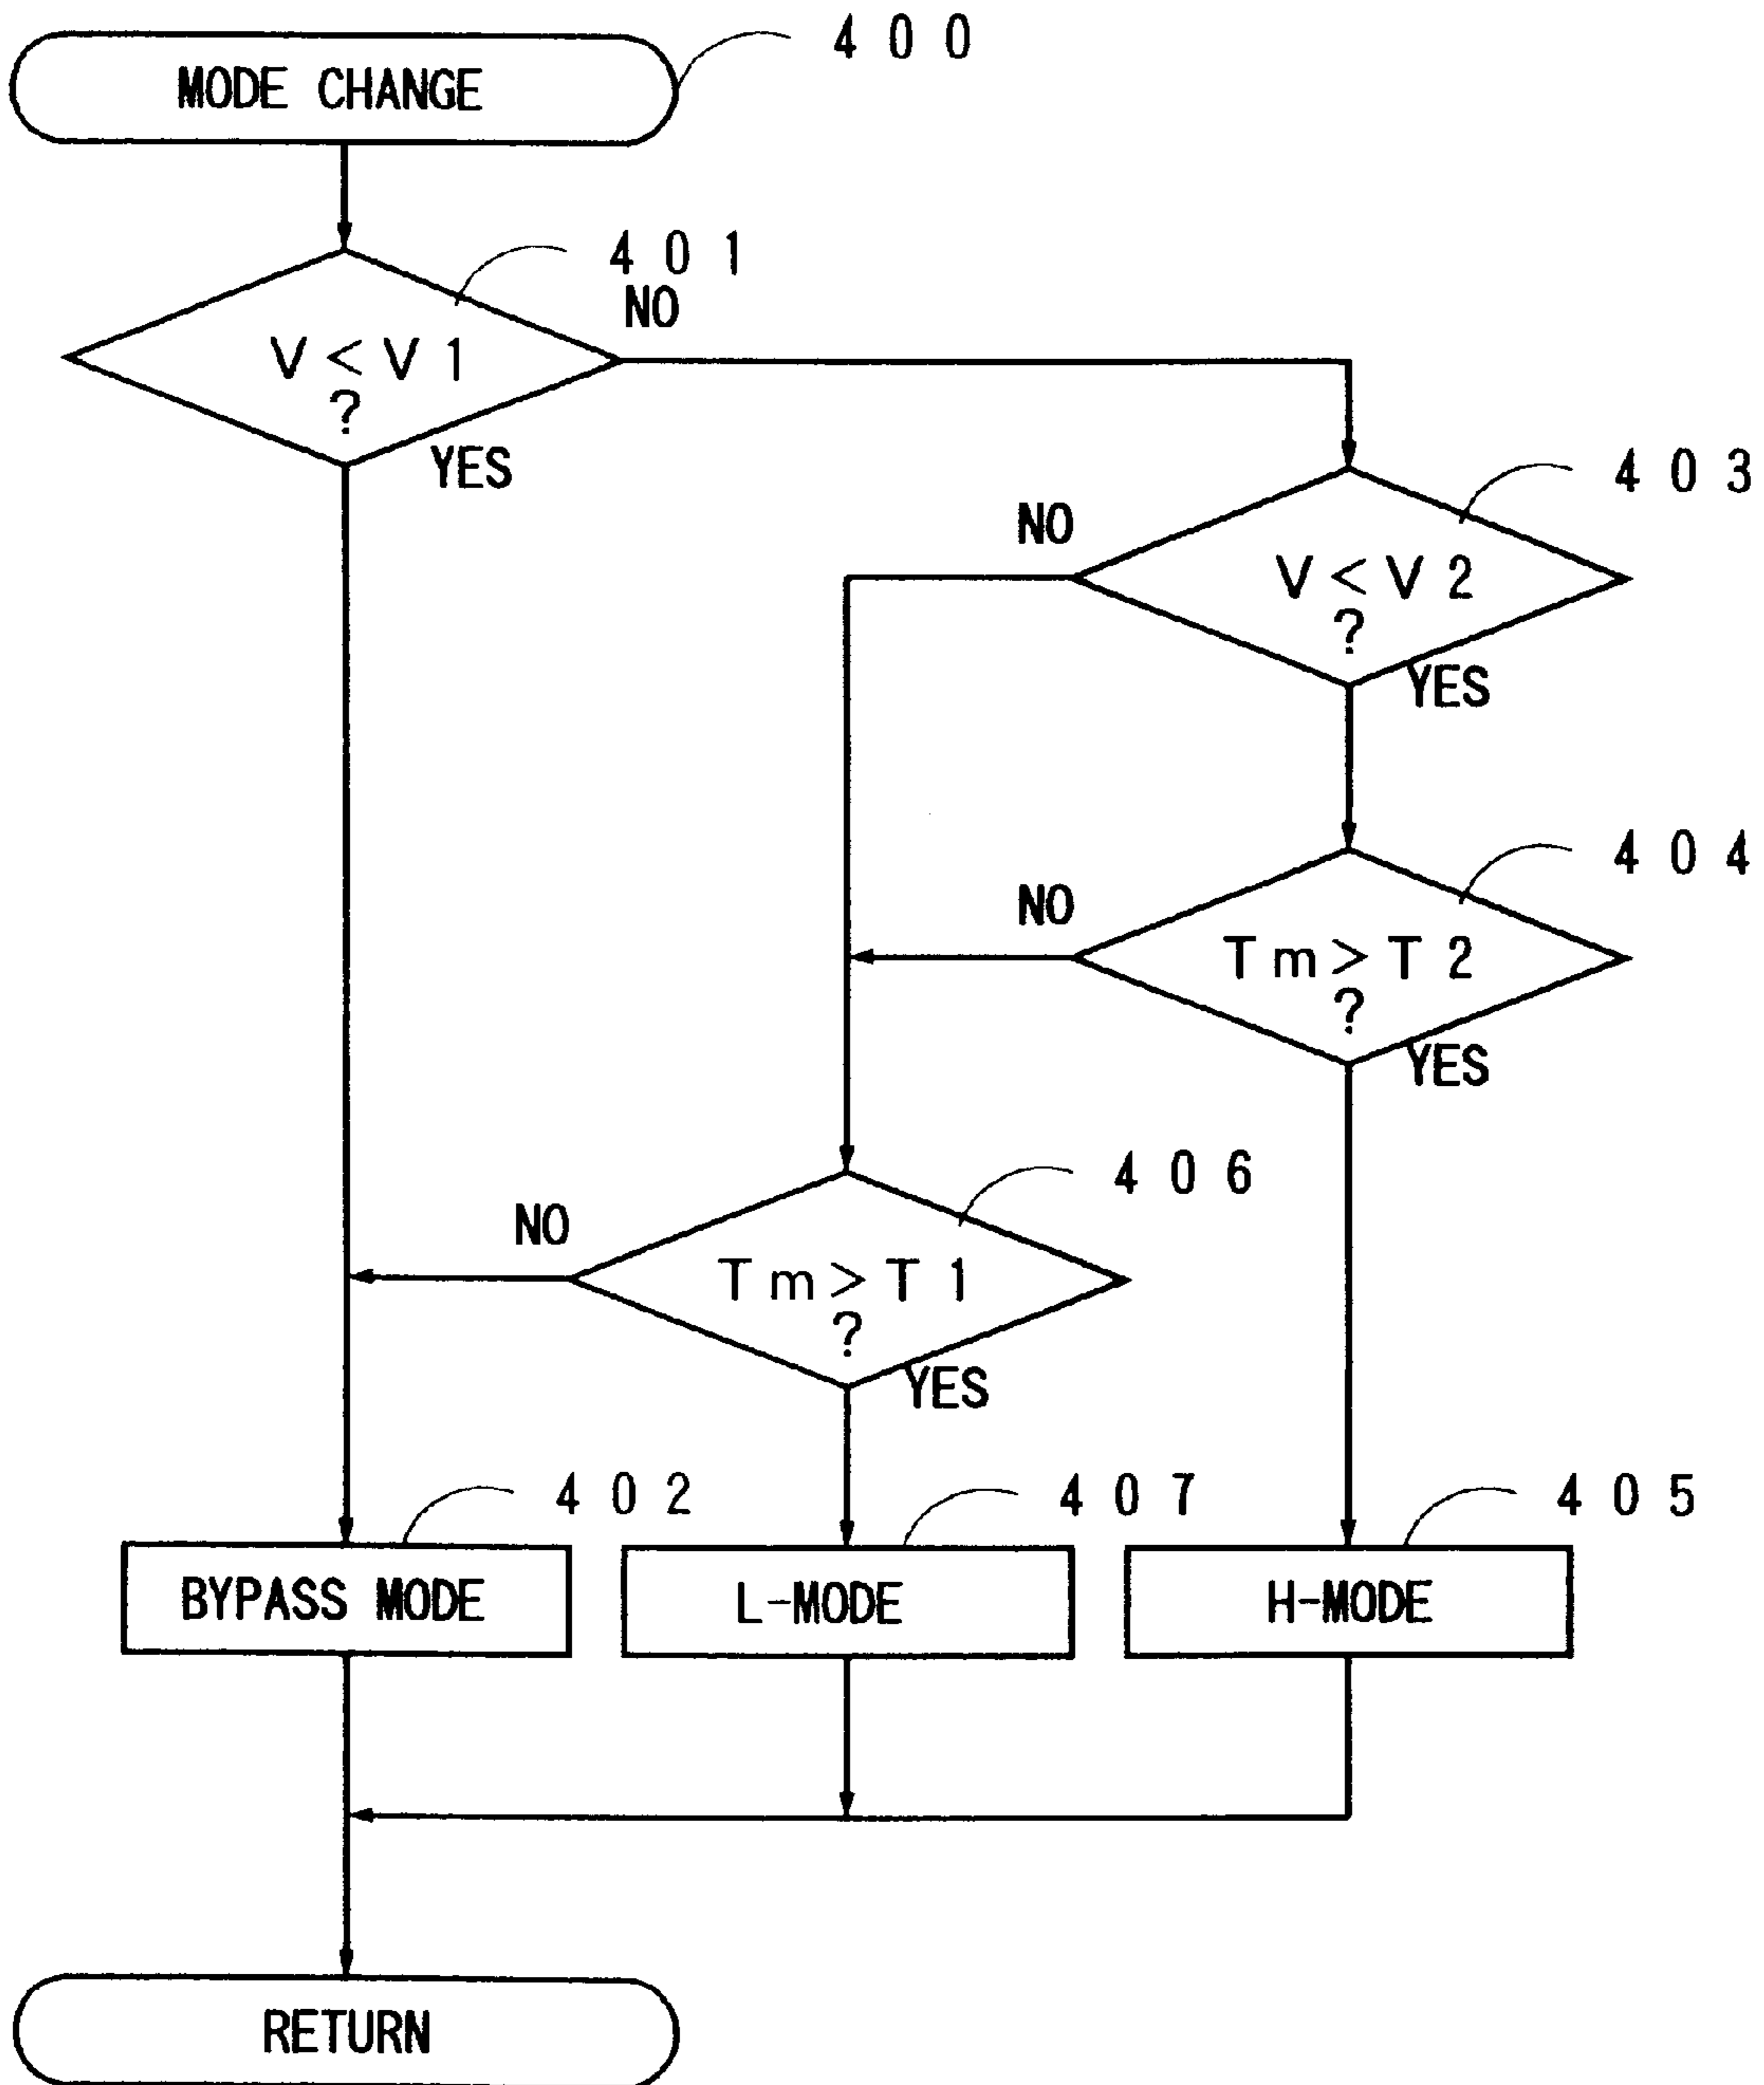 400
MODE CHANGE
401
NO
V<V1
?
YES
403
NO
V<V2
?
YES
404
NO
Tm>T2
?
YES
406
NO
Tm>T1
?
YES
402
407
405
BYPASS MODE
L-MODE
H-MODE
RETURN